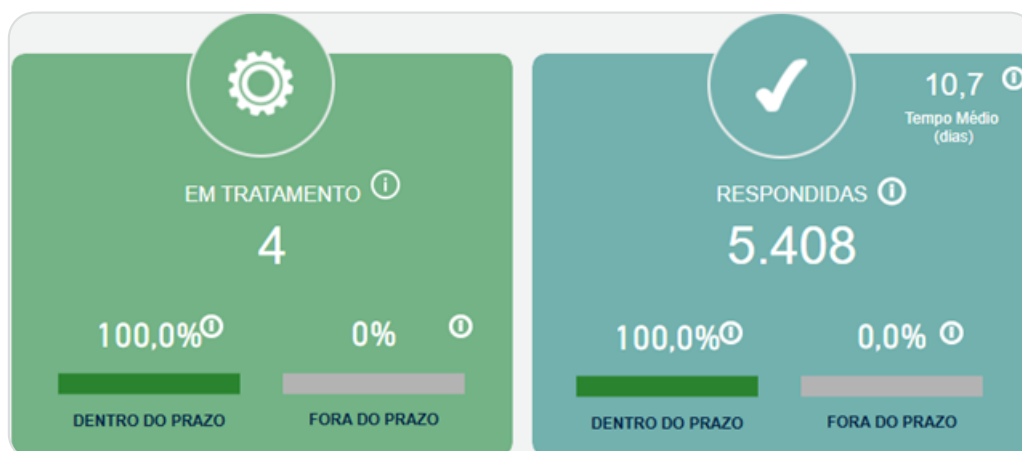 EM TRATAMENTO
4
100,0%
0%
DENTRO DO PRAZO
FORA DO PRAZO
10,7
Tempo Médio
(dias)
RESPONDIDAS
5.408
100,0%
0,0%
DENTRO DO PRAZO
FORA DO PRAZO